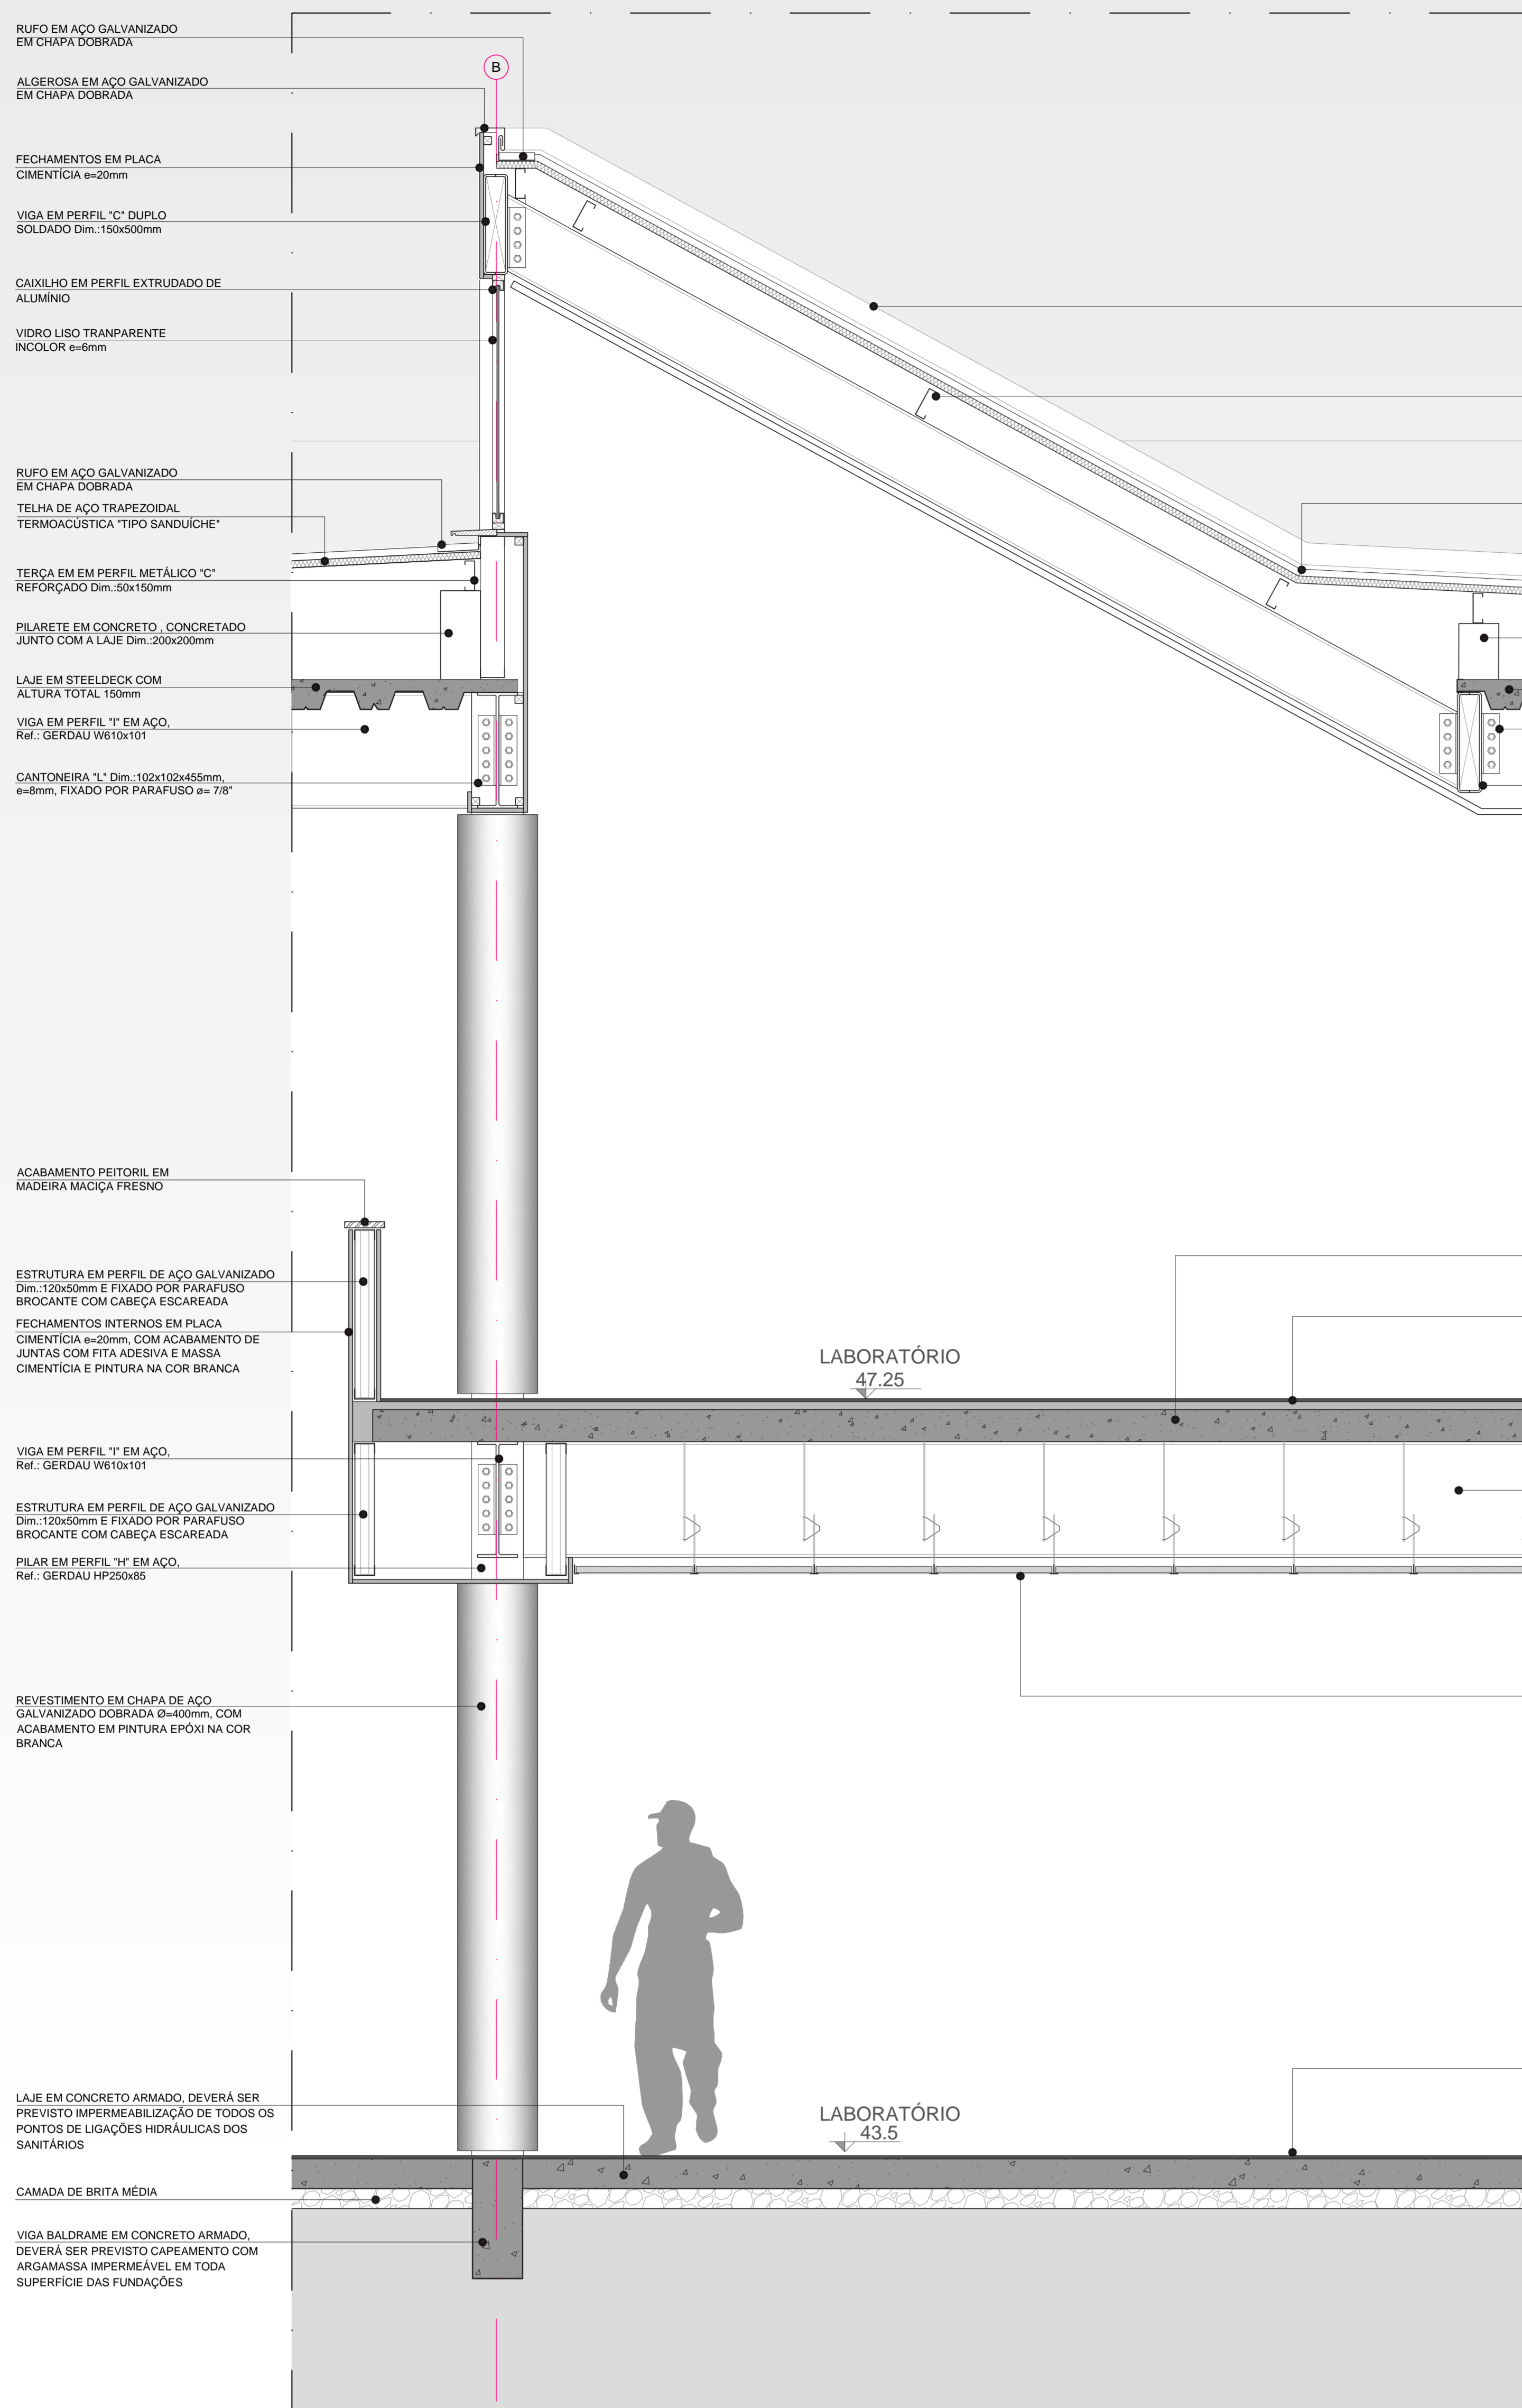 RUFO EM AÇO GALVANIZADO
EM CHAPA DOBRADA
B
ALGEROSA EM AÇO GALVANIZADO
EM CHAPA DOBRADA
FECHAMENTOS EM PLACA
CIMENTÍCIA e=20mm
VIGA EM PERFIL "C" DUPLO
SOLDADO Dim.:150x500mm
CAIXILHO EM PERFIL EXTRUDADO DE
ALUMÍNIO
VIDRO LISO TRANPARENTE
INCOLOR e=6mm
RUFO EM AÇO GALVANIZADO
EM CHAPA DOBRADA
TELHA DE AÇO TRAPEZOIDAL
TERMOACÚSTICA "TIPO SANDUÍCHE"
TERÇA EM EM PERFIL METÁLICO "C"
REFORÇADO Dim.:50x150mm
PILARETE EM CONCRETO , CONCRETADO
JUNTO COM A LAJE Dim.:200x200mm
LAJE EM STEELDECK COM
ALTURA TOTAL 150mm
VIGA EM PERFIL "I" EM AÇO,
Ref.: GERDAU W610x101
CANTONEIRA "L" Dim.:102x102x455mm,
e=8mm, FIXADO POR PARAFUSO ø= 7/8"
ACABAMENTO PEITORIL EM
MADEIRA MACIÇA FRESNO
ESTRUTURA EM PERFIL DE AÇO GALVANIZADO
Dim.:120x50mm E FIXADO POR PARAFUSO
BROCANTE COM CABEÇA ESCAREADA
FECHAMENTOS INTERNOS EM PLACA
CIMENTÍCIA e=20mm, COM ACABAMENTO DE
JUNTAS COM FITA ADESIVA E MASSA
CIMENTÍCIA E PINTURA NA COR BRANCA
LABORATÓRIO
47.25
VIGA EM PERFIL "I" EM AÇO,
Ref.: GERDAU W610x101
ESTRUTURA EM PERFIL DE AÇO GALVANIZADO
Dim.:120x50mm E FIXADO POR PARAFUSO
BROCANTE COM CABEÇA ESCAREADA
PILAR EM PERFIL "H" EM AÇO,
Ref.: GERDAU HP250x85
REVESTIMENTO EM CHAPA DE AÇO
GALVANIZADO DOBRADA Ø=400mm, COM
ACABAMENTO EM PINTURA EPÓXI NA COR
BRANCA
LAJE EM CONCRETO ARMADO, DEVERÁ SER
PREVISTO IMPERMEABILIZAÇÃO DE TODOS OS
PONTOS DE LIGAÇÕES HIDRÁULICAS DOS
SANITÁRIOS
LABORATÓRIO
43.5
CAMADA DE BRITA MÉDIA
VIGA BALDRAME EM CONCRETO ARMADO,
DEVERÁ SER PREVISTO CAPEAMENTO COM
ARGAMASSA IMPERMEÁVEL EM TODA
SUPERFÍCIE DAS FUNDAÇÕES